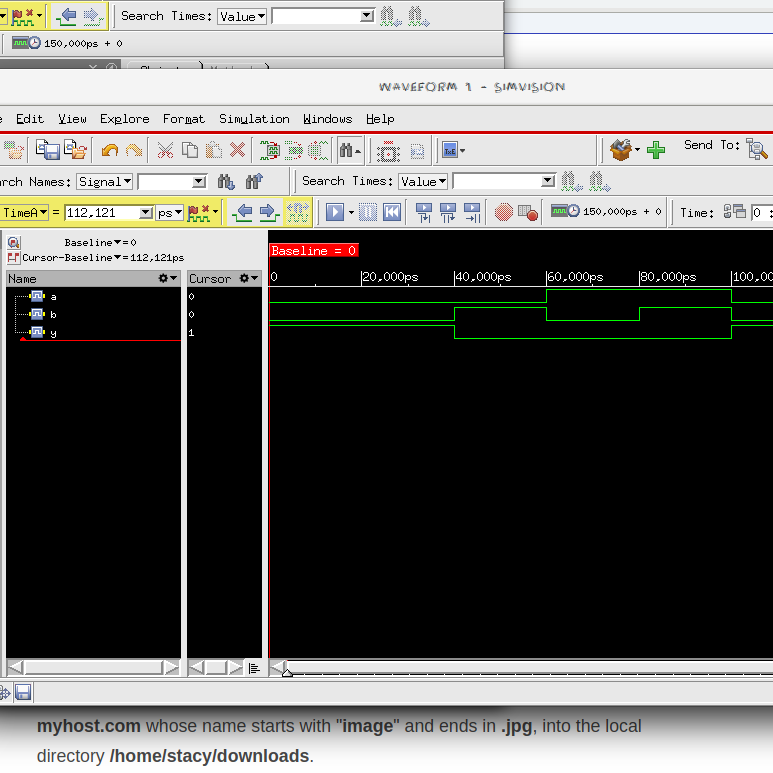 Search Times: Value
150,000ps + 0
WAVEFORM 1 - SIMVISION
Edit View Explore Format Simulation Windows Help
Send To:
rch Names: Signal Search Times: Value
TimeA = 112,121 ps 150,000ps + 0 Time: 0 :
Baseline = 0
Cursor-Baseline = 112,121ps
Baseline = 0
Name Cursor 0 20,000ps 40,000ps 60,000ps 80,000ps 100,00
a 0
b 0
y 1
myhost.com whose name starts with "image" and ends in .jpg, into the local
directory /home/stacy/downloads.